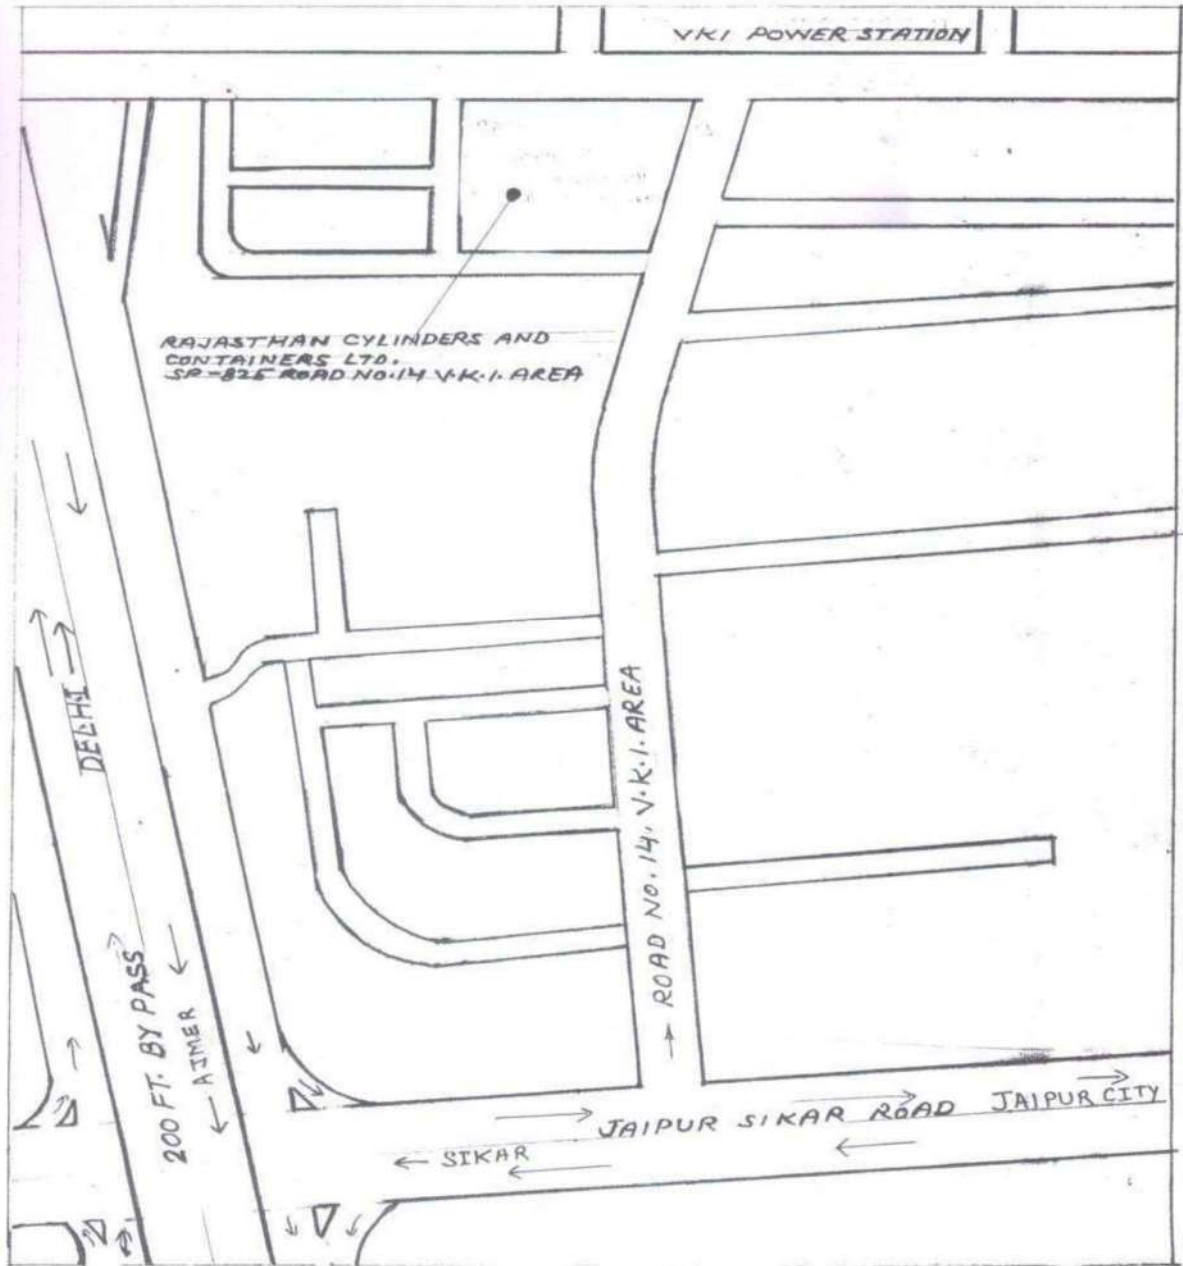 VKI POWER STATION
RAJASTHAN CYLINDERS AND
CONTAINERS LTD.
SP-825 ROAD NO.14 V.K.I. AREA
DELHI
ROAD NO. 14, V.K.I. AREA
200 FT. BY PASS
AJMER
JAIPUR SIKAR ROAD
JAIPUR CITY
SIKAR